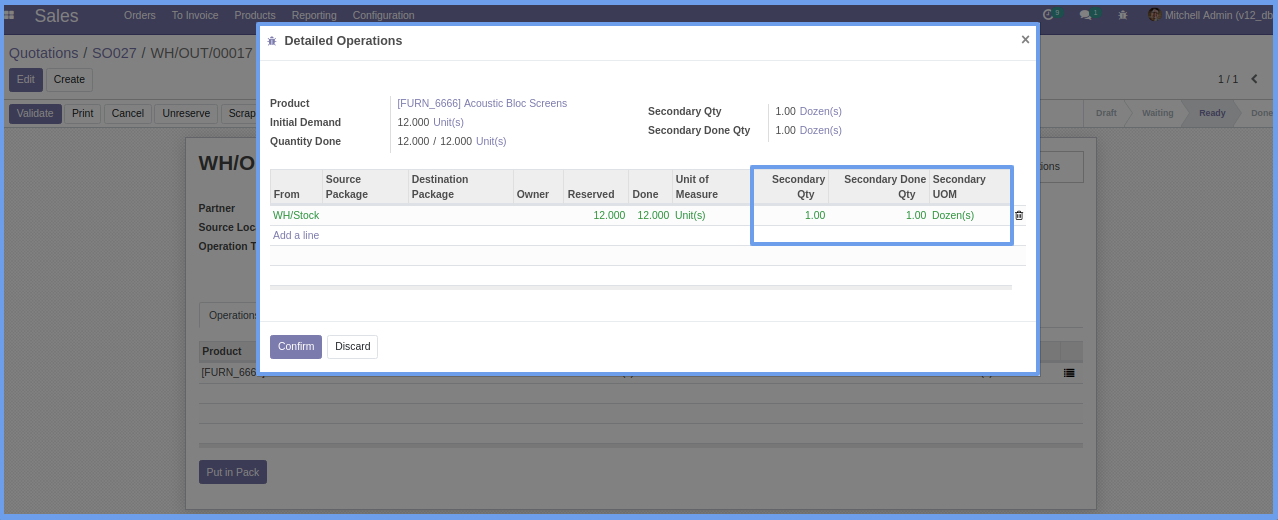 Sales
Orders To Invoice Products Reporting Configuration
9 1 Mitchell Admin (v12_db
Quotations / SO027 / WH/OUT/00017
Edit Create
1 / 1
Validate Print Cancel Unreserve Scrap
Draft Waiting Ready Done
WH/O
Partner
Source Loc
Operation T
Operations
Product
[FURN_666
Put in Pack
Detailed Operations
×
Product [FURN_6666] Acoustic Bloc Screens
Initial Demand 12.000 Unit(s)
Quantity Done 12.000 / 12.000 Unit(s)
Secondary Qty 1.00 Dozen(s)
Secondary Done Qty 1.00 Dozen(s)
From Source Package Destination Package Owner Reserved Done Unit of Measure Secondary Qty Secondary Done Qty Secondary UOM
WH/Stock 12.000 12.000 Unit(s) 1.00 1.00 Dozen(s)
Add a line
Confirm Discard